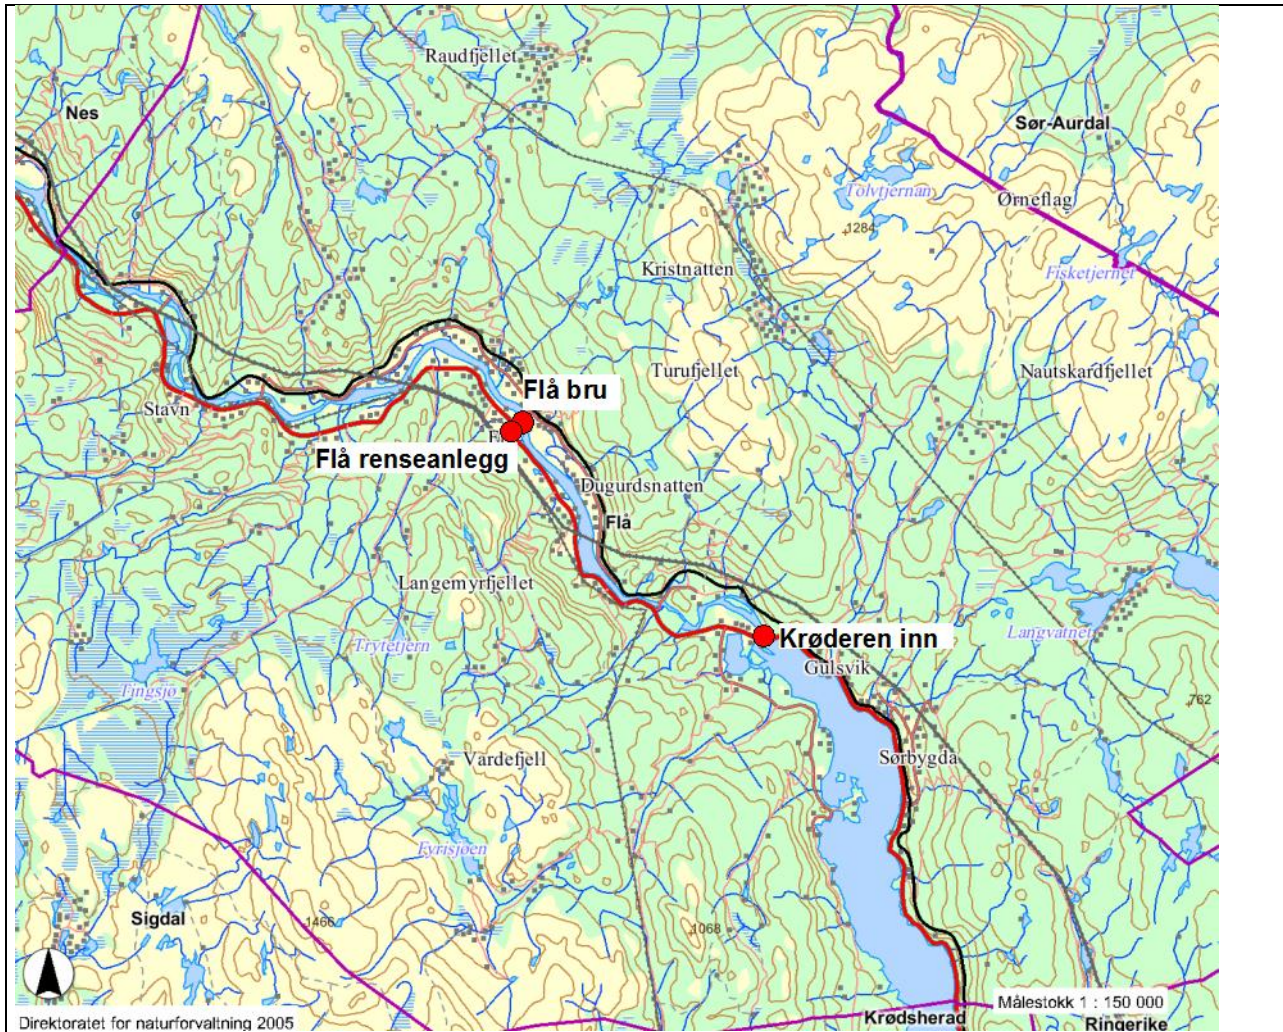 Raudfjellet
Nes
Sør-Aurdal
Tolvtjernan
Ørneflag
1284
Kristnatten
Fisketjernet
Turufjellet
Nautskardfjellet
Flå bru
Stavn
Flå renseanlegg
Dugurdsnatten
Flå
Langemyrfjellet
Trytetjern
Langvatnet
Krøderen inn
Gulsvik
Tingsjø
762
Vardefjell
Sørbygda
Eyrisjøen
Sigdal
1466
1068
Målestokk 1 : 150 000
Direktoratet for naturforvaltning 2005
Krødsherad
Ringerike